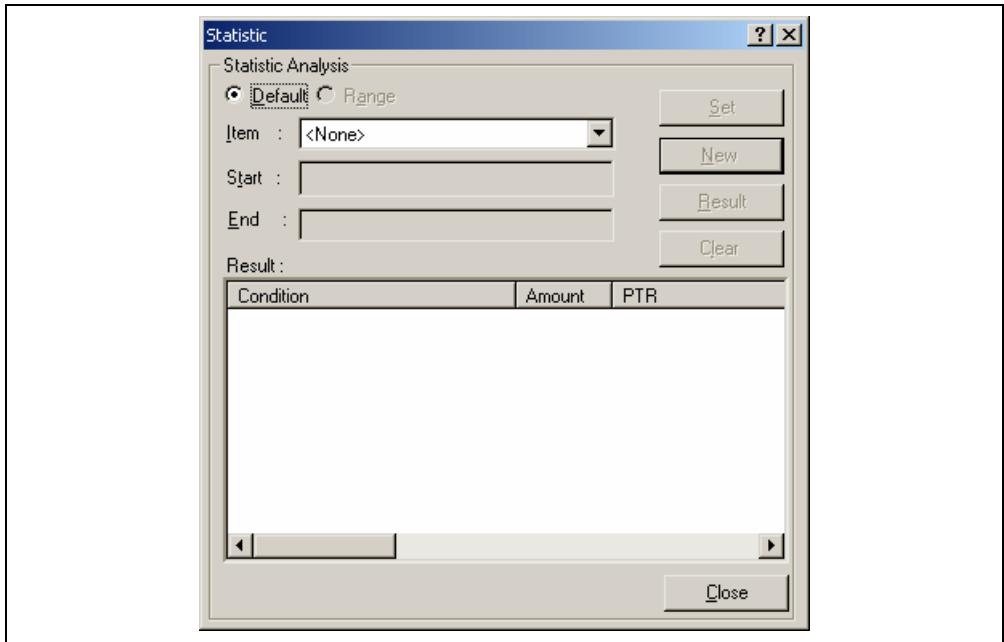 Statistic
Statistic Analysis
Default Range
Set
Item : <None>
New
Start :
Result
End :
Clear
Result :
Condition Amount PTR
Close